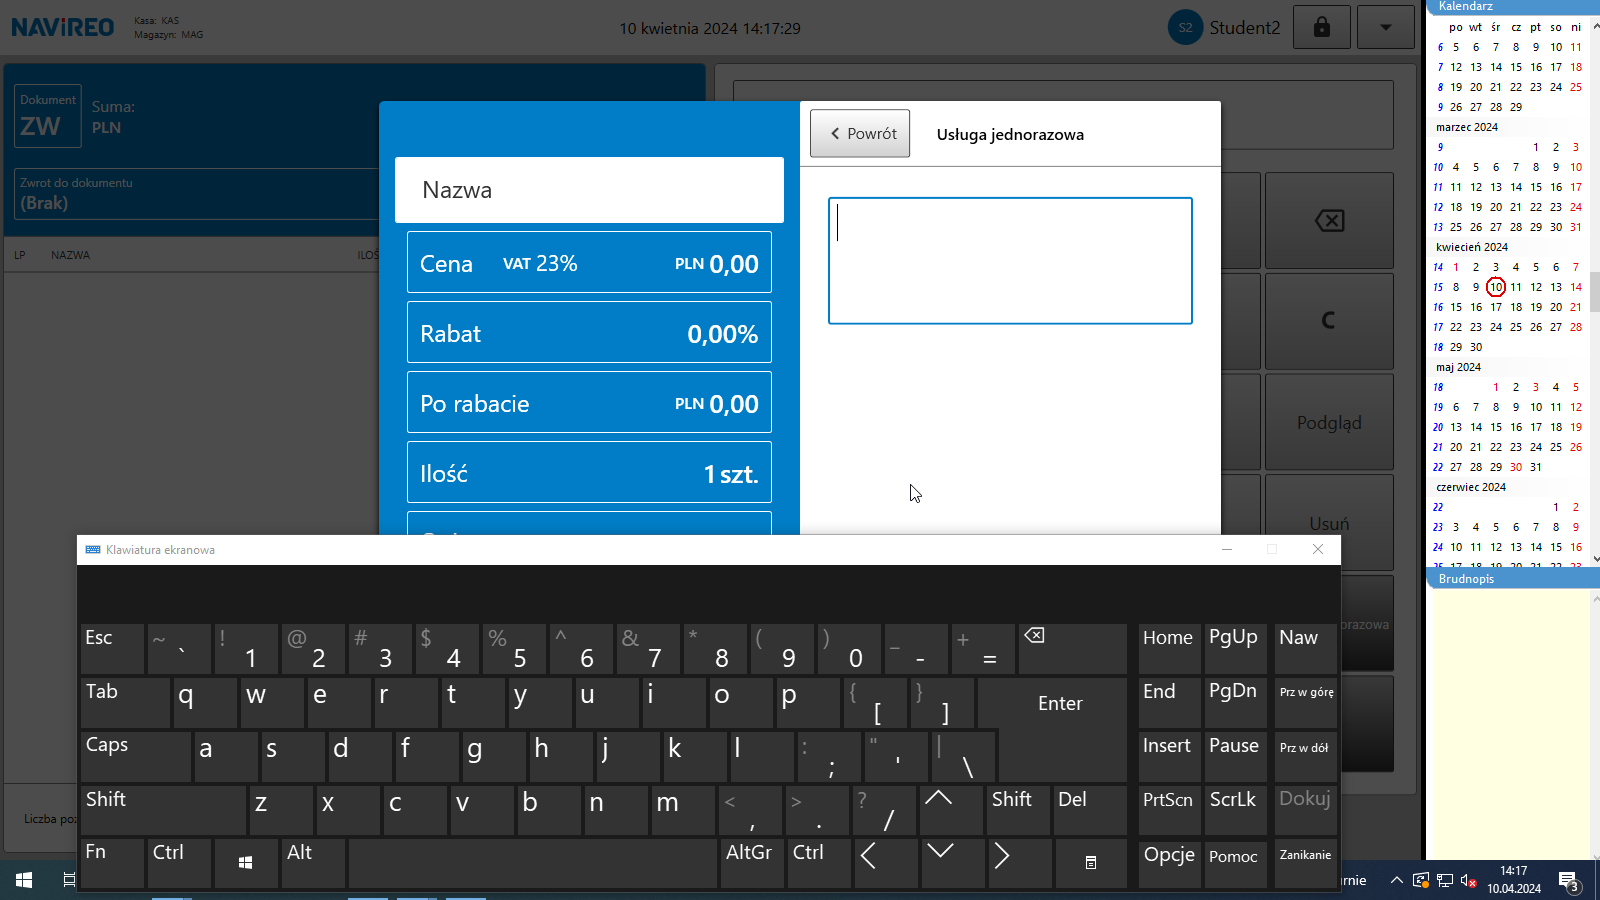 NAVIREO
Kasa: KAS
Magazyn: MAG
10 kwietnia 2024 14:17:29
S2 Student2
Dokument
ZW
Suma:
PLN
Zwrot do dokumentu
(Brak)
LP NAZWA
Nazwa
Cena VAT 23% PLN 0,00
Rabat 0,00%
Po rabacie PLN 0,00
Ilość 1 szt.
Powrót
Usługa jednorazowa
C
Podgląd
Usuń
Klawiatura ekranowa
Esc ~ ` ! 1 @ 2 # 3 $ 4 % 5 ^ 6 & 7 * 8 ( 9 ) 0 _ - + = Home PgUp Naw
Tab q w e r t y u i o p { [ } ] Enter End PgDn Prz w górę
Caps a s d f g h j k l : ; " ' | \ Insert Pause Prz w dół
Shift z x c v b n m < , > . ? / Shift Del PrtScn ScrLk Dokuj
Fn Ctrl Alt AltGr Ctrl Opcje Pomoc Zanikanie
Kalendarz
po wt śr cz pt so ni
6 5 6 7 8 9 10 11
7 12 13 14 15 16 17 18
8 19 20 21 22 23 24 25
9 26 27 28 29
marzec 2024
9 1 2 3
10 4 5 6 7 8 9 10
11 11 12 13 14 15 16 17
12 18 19 20 21 22 23 24
13 25 26 27 28 29 30 31
kwiecień 2024
14 1 2 3 4 5 6 7
15 8 9 10 11 12 13 14
16 15 16 17 18 19 20 21
17 22 23 24 25 26 27 28
18 29 30
maj 2024
18 1 2 3 4 5
19 6 7 8 9 10 11 12
20 13 14 15 16 17 18 19
21 20 21 22 23 24 25 26
22 27 28 29 30 31
czerwiec 2024
22 1 2
23 3 4 5 6 7 8 9
24 10 11 12 13 14 15 16
25 17 18 19 20 21 22 23
Brudnopis
14:17
10.04.2024
3